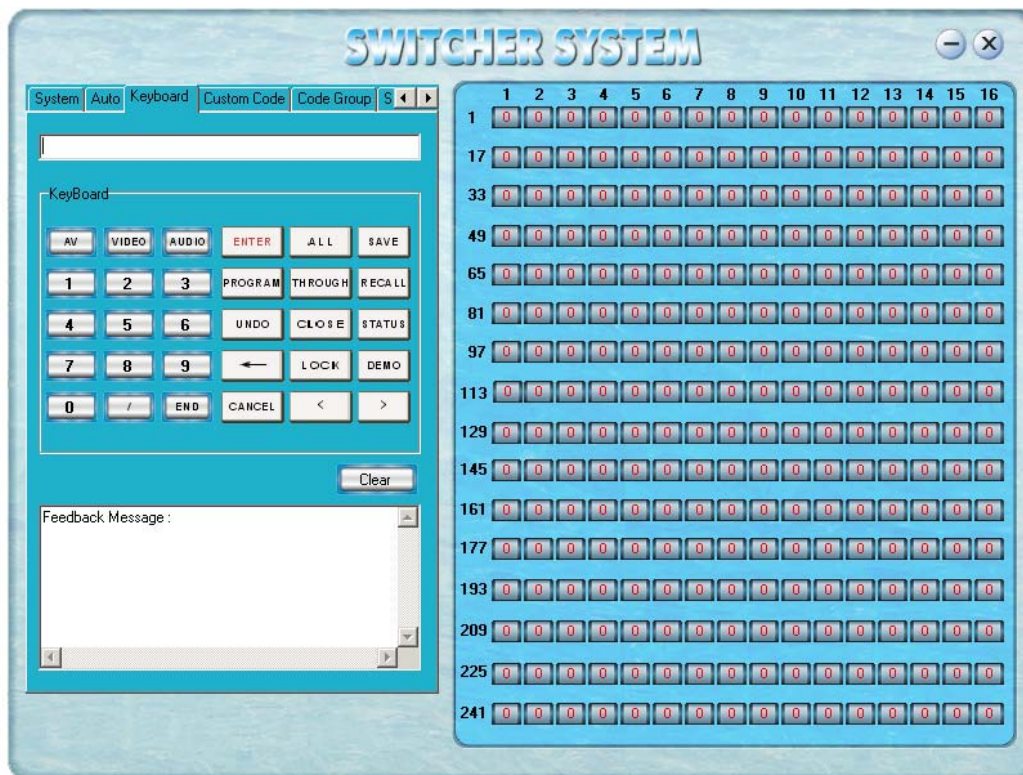 SWITCHER SYSTEM
System Auto Keyboard Custom Code Code Group S
KeyBoard
AV VIDEO AUDIO ENTER ALL SAVE
1 2 3 PROGRAM THROUGH RECALL
4 5 6 UNDO CLOSE STATUS
7 8 9 ← LOCK DEMO
0 / END CANCEL < >
Clear
Feedback Message :
1 2 3 4 5 6 7 8 9 10 11 12 13 14 15 16
1 0 0 0 0 0 0 0 0 0 0 0 0 0 0 0 0
17 0 0 0 0 0 0 0 0 0 0 0 0 0 0 0 0
33 0 0 0 0 0 0 0 0 0 0 0 0 0 0 0 0
49 0 0 0 0 0 0 0 0 0 0 0 0 0 0 0 0
65 0 0 0 0 0 0 0 0 0 0 0 0 0 0 0 0
81 0 0 0 0 0 0 0 0 0 0 0 0 0 0 0 0
97 0 0 0 0 0 0 0 0 0 0 0 0 0 0 0 0
113 0 0 0 0 0 0 0 0 0 0 0 0 0 0 0 0
129 0 0 0 0 0 0 0 0 0 0 0 0 0 0 0 0
145 0 0 0 0 0 0 0 0 0 0 0 0 0 0 0 0
161 0 0 0 0 0 0 0 0 0 0 0 0 0 0 0 0
177 0 0 0 0 0 0 0 0 0 0 0 0 0 0 0 0
193 0 0 0 0 0 0 0 0 0 0 0 0 0 0 0 0
209 0 0 0 0 0 0 0 0 0 0 0 0 0 0 0 0
225 0 0 0 0 0 0 0 0 0 0 0 0 0 0 0 0
241 0 0 0 0 0 0 0 0 0 0 0 0 0 0 0 0